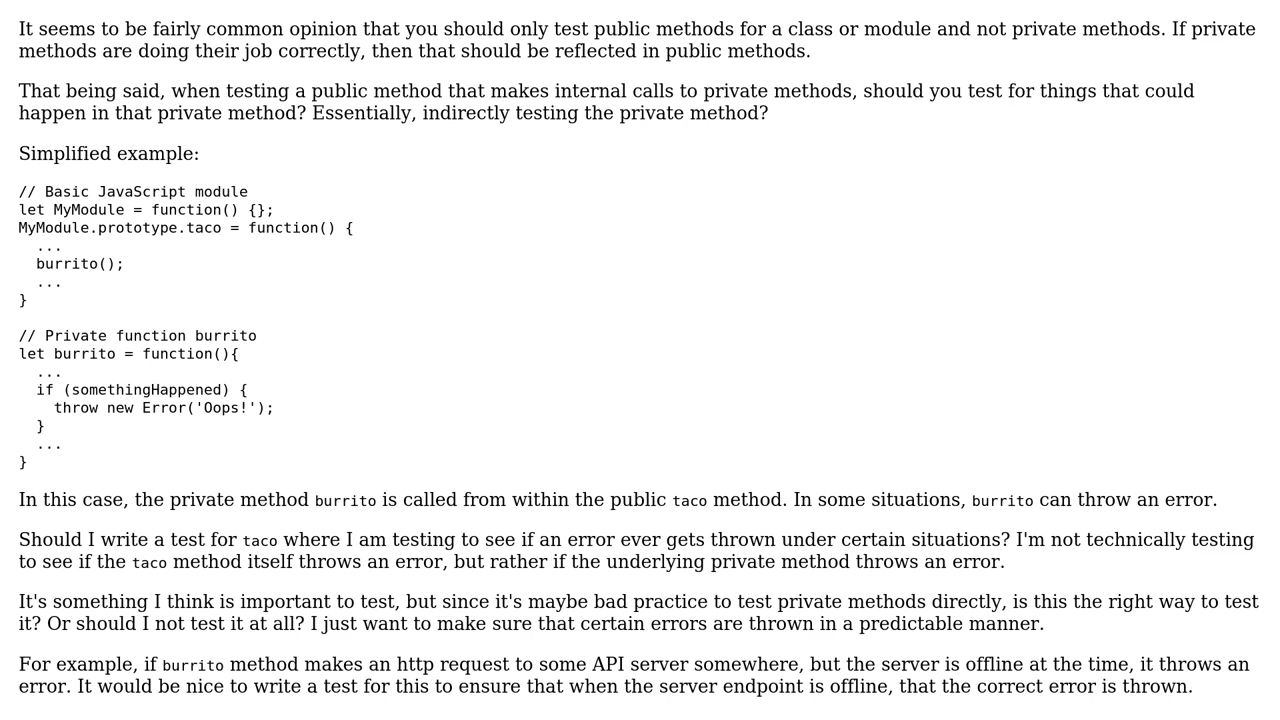 It seems to be fairly common opinion that you should only test public methods for a class or module and not private methods. If private
methods are doing their job correctly, then that should be reflected in public methods.
That being said, when testing a public method that makes internal calls to private methods, should you test for things that could
happen in that private method? Essentially, indirectly testing the private method?
Simplified example:
// Basic JavaScript module
let MyModule = function() {};
MyModule.prototype.taco = function() {
  ...
  burrito();
  ...
}
// Private function burrito
let burrito = function(){
  ...
  if (somethingHappened) {
    throw new Error('Oops!');
  }
  ...
}
In this case, the private method burrito is called from within the public taco method. In some situations, burrito can throw an error.
Should I write a test for taco where I am testing to see if an error ever gets thrown under certain situations? I'm not technically testing
to see if the taco method itself throws an error, but rather if the underlying private method throws an error.
It's something I think is important to test, but since it's maybe bad practice to test private methods directly, is this the right way to test
it? Or should I not test it at all? I just want to make sure that certain errors are thrown in a predictable manner.
For example, if burrito method makes an http request to some API server somewhere, but the server is offline at the time, it throws an
error. It would be nice to write a test for this to ensure that when the server endpoint is offline, that the correct error is thrown.